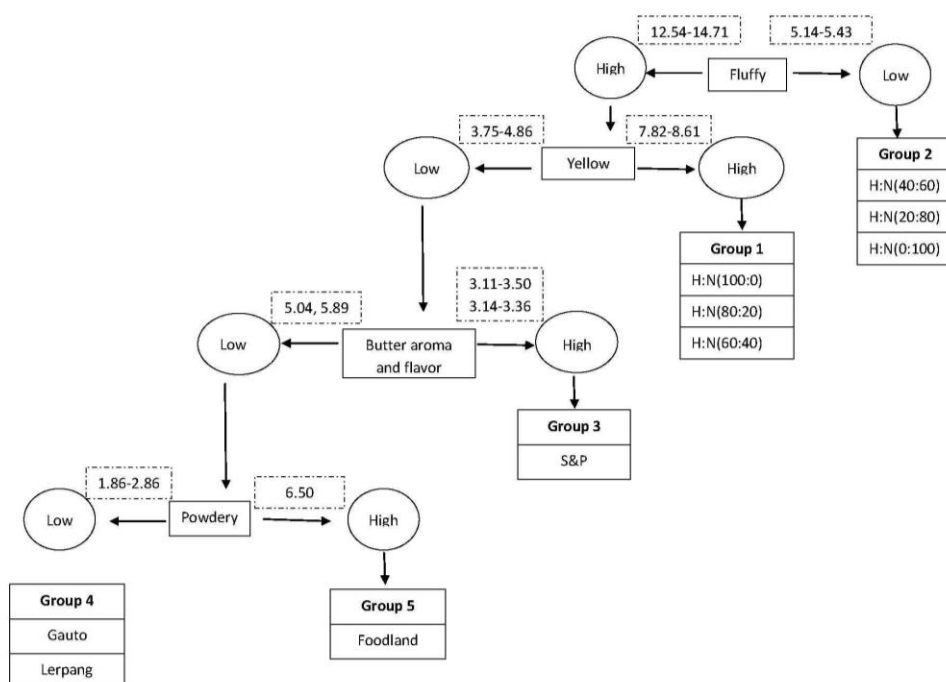 12.54-14.71
5.14-5.43
High
Fluffy
Low
3.75-4.86
7.82-8.61
Low
Yellow
High
Group 2
H:N(40:60)
H:N(20:80)
H:N(0:100)
Group 1
H:N(100:0)
H:N(80:20)
H:N(60:40)
5.04, 5.89
3.11-3.50
3.14-3.36
Low
Butter aroma
and flavor
High
Group 3
S&P
1.86-2.86
6.50
Low
Powdery
High
Group 4
Gauto
Lerpang
Group 5
Foodland